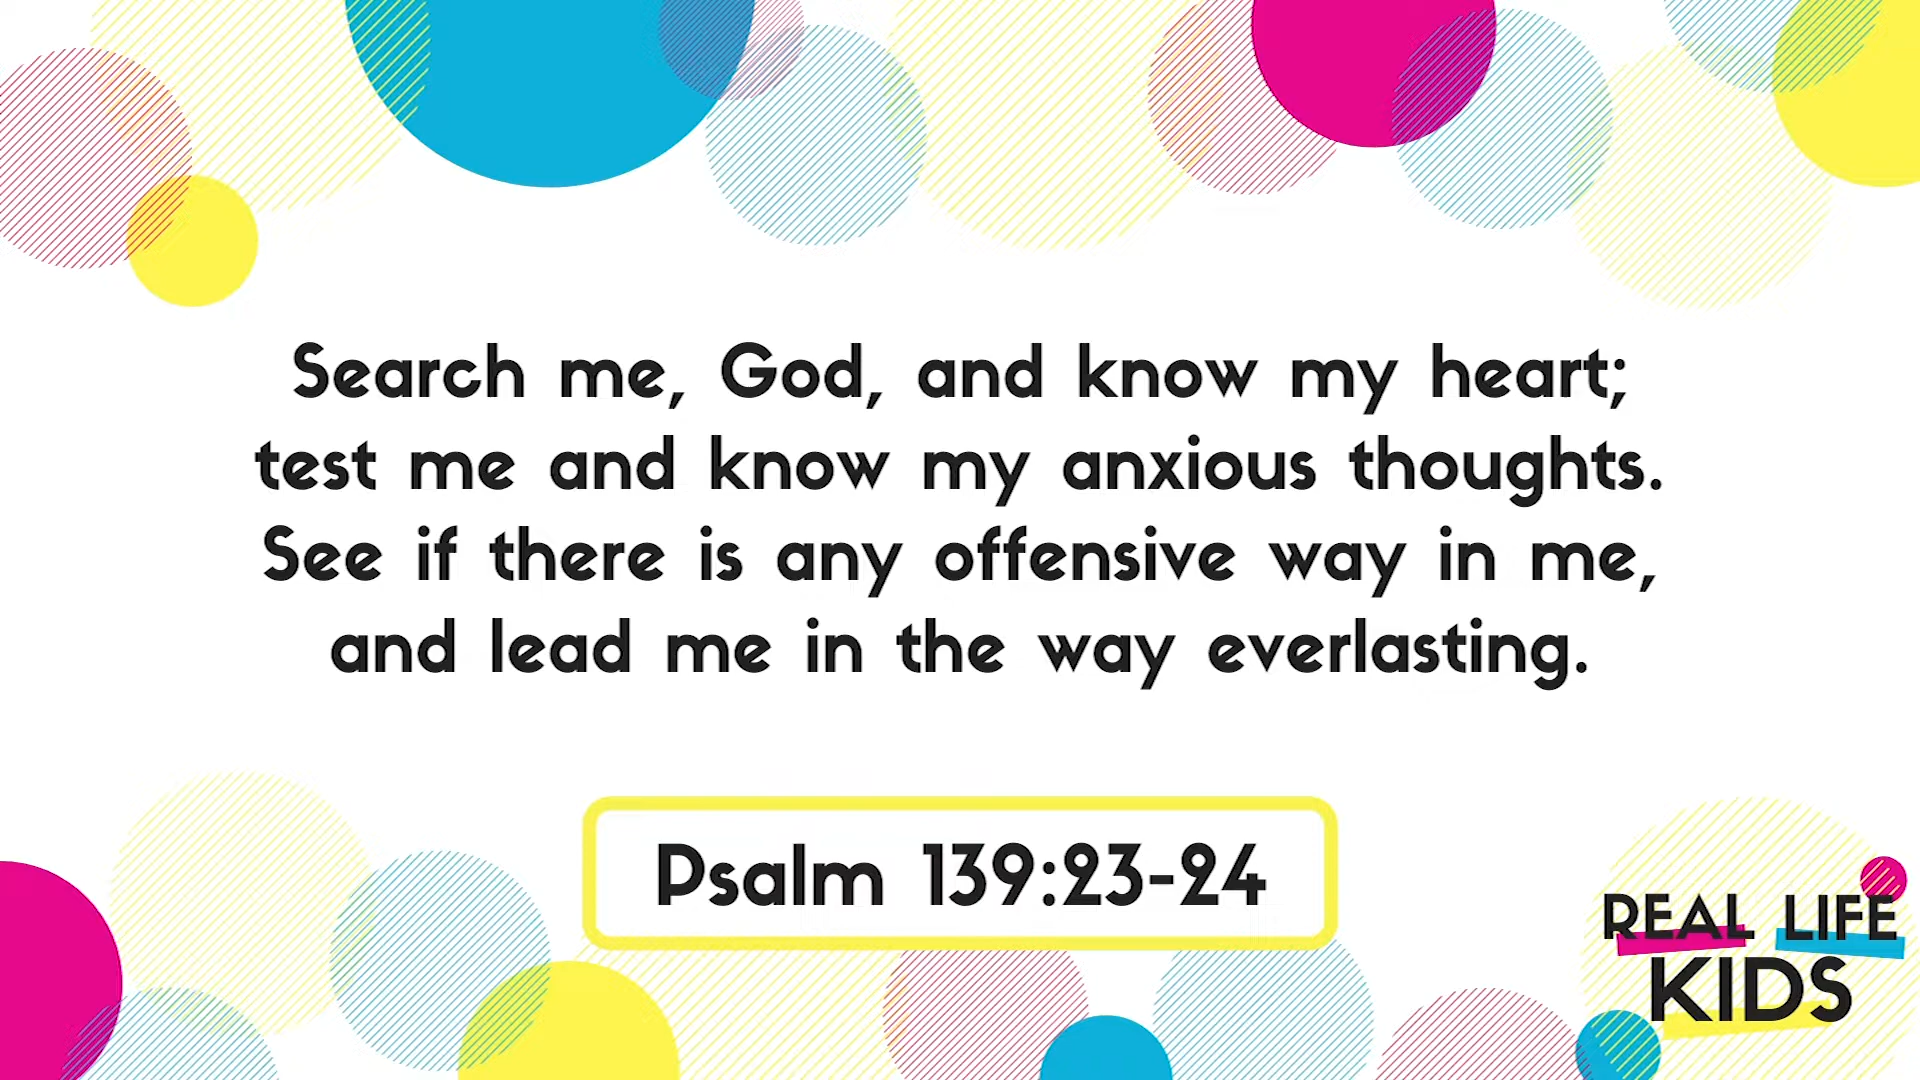 Search me, God, and know my heart;
test me and know my anxious thoughts.
See if there is any offensive way in me,
and lead me in the way everlasting.
Psalm 139:23-24
REAL LIFE
KIDS